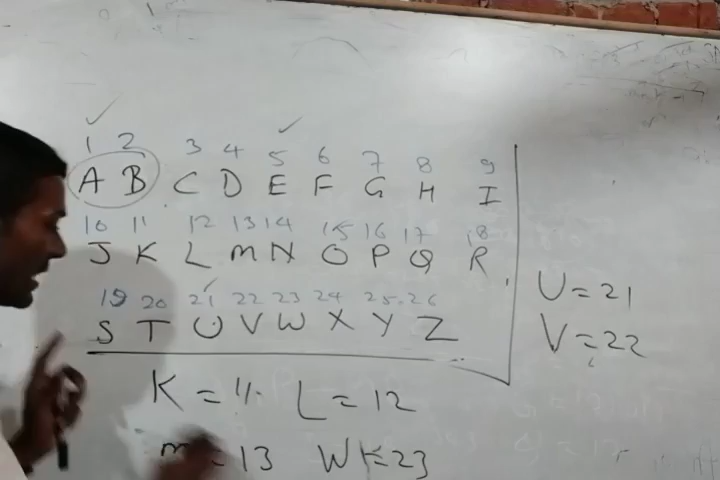 1 2 3 4 5 6 7 8 9
A B C D E F G H I
10 11 12 13 14 15 16 17 18
J K L M N O P Q R
19 20 21 22 23 24 25 26
S T U V W X Y Z
U = 21
V = 22
K = 11 L = 12
M = 13 W = 23